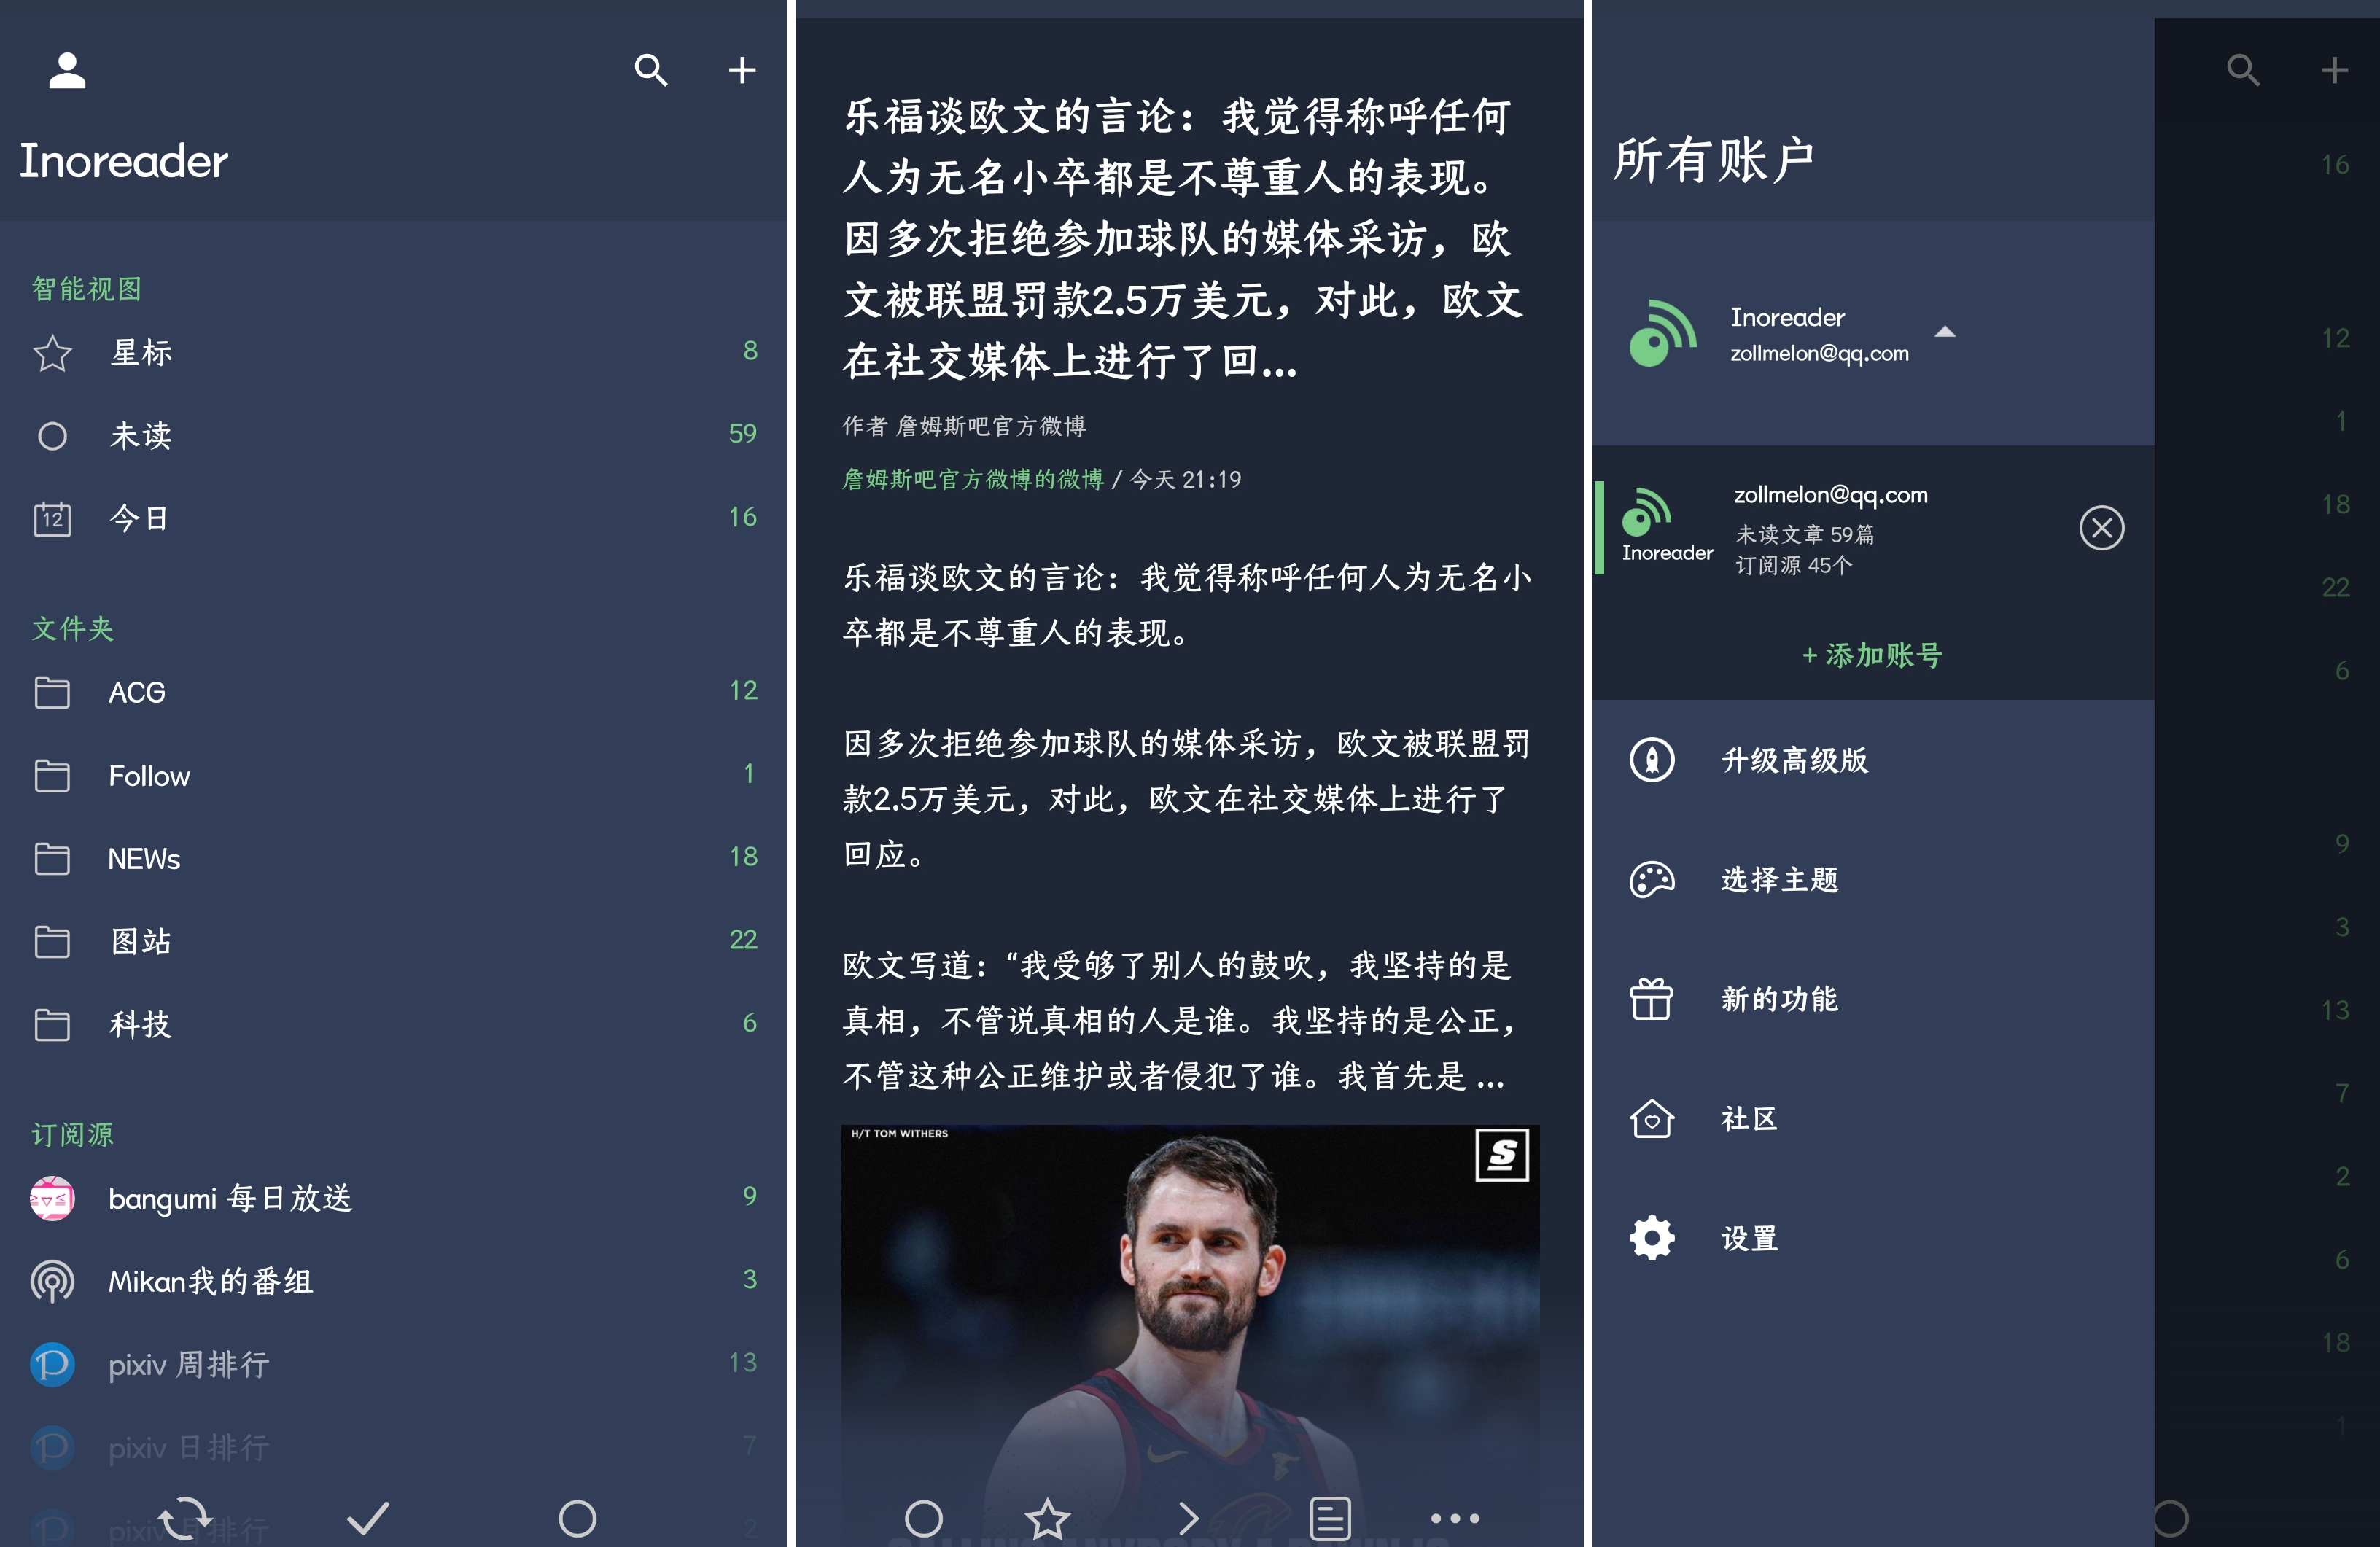 Inoreader
智能视图
星标 8
未读 59
12 今日 16
文件夹
ACG 12
Follow 1
NEWs 18
图站 22
科技 6
订阅源
bangumi 每日放送 9
Mikan我的番组 3
pixiv 周排行 13
pixiv 日排行 7
pixiv 月排行 2
乐福谈欧文的言论：我觉得称呼任何
人为无名小卒都是不尊重人的表现。
因多次拒绝参加球队的媒体采访，欧
文被联盟罚款2.5万美元，对此，欧文
在社交媒体上进行了回...
作者 詹姆斯吧官方微博
詹姆斯吧官方微博的微博 / 今天 21:19
乐福谈欧文的言论：我觉得称呼任何人为无名小
卒都是不尊重人的表现。
因多次拒绝参加球队的媒体采访，欧文被联盟罚
款2.5万美元，对此，欧文在社交媒体上进行了
回应。
欧文写道：“我受够了别人的鼓吹，我坚持的是
真相，不管说真相的人是谁。我坚持的是公正，
不管这种公正维护或者侵犯了谁。我首先是 ...
H/T TOM WITHERS
S
所有账户
Inoreader
zollmelon@qq.com
zollmelon@qq.com
未读文章 59篇
Inoreader
订阅源 45个
+ 添加账号
升级高级版
选择主题
新的功能
社区
设置
16
12
1
18
22
6
9
3
13
7
2
6
18
1